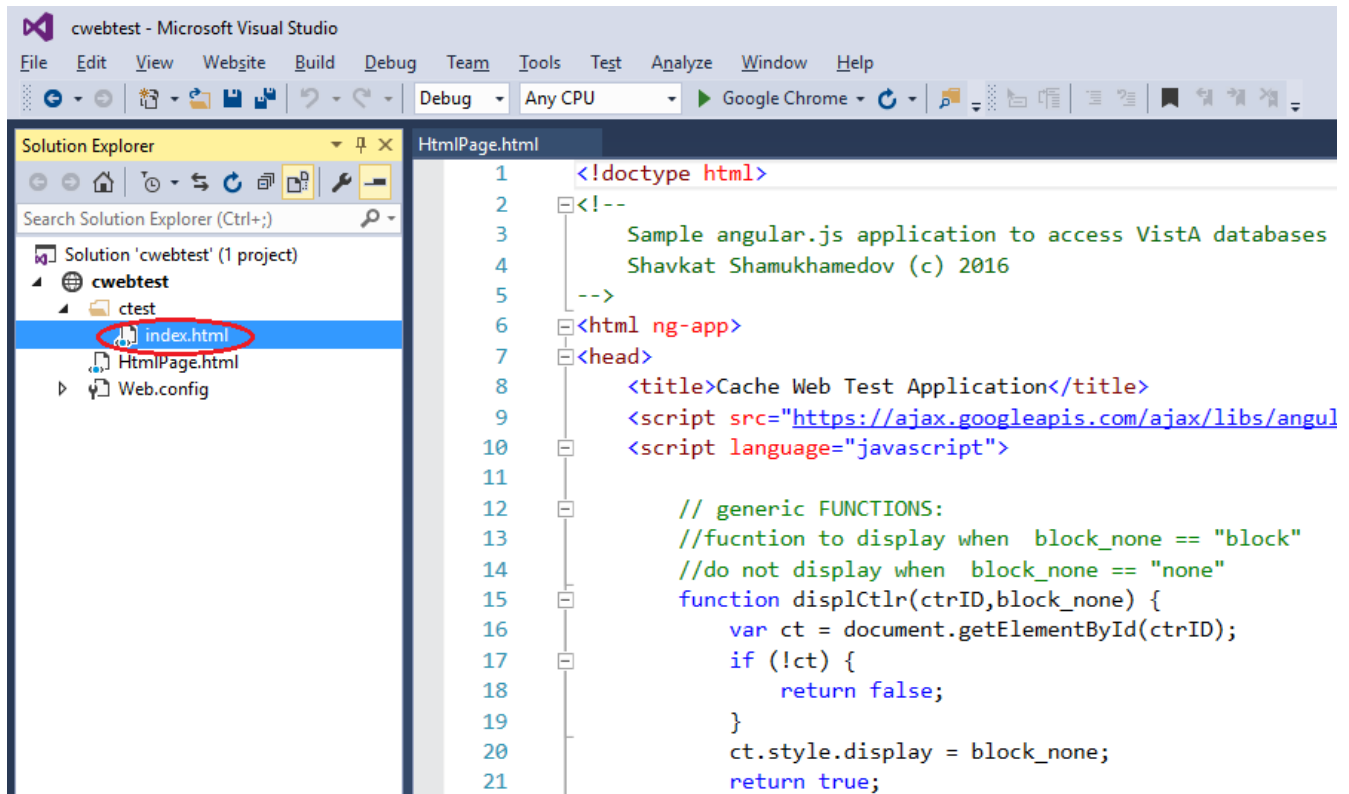 cwebtest - Microsoft Visual Studio
File Edit View Website Build Debug Team Tools Test Analyze Window Help
Debug Any CPU Google Chrome
Solution Explorer
Search Solution Explorer (Ctrl+;)
Solution 'cwebtest' (1 project)
cwebtest
ctest
index.html
HtmlPage.html
Web.config
HtmlPage.html
1 <!doctype html>
2 <!--
3 Sample angular.js application to access VistA databases
4 Shavkat Shamukhamedov (c) 2016
5 -->
6 <html ng-app>
7 <head>
8 <title>Cache Web Test Application</title>
9 <script src="https://ajax.googleapis.com/ajax/libs/angul
10 <script language="javascript">
11
12 // generic FUNCTIONS:
13 //fucntion to display when block_none == "block"
14 //do not display when block_none == "none"
15 function displCtlr(ctrID,block_none) {
16 var ct = document.getElementById(ctrID);
17 if (!ct) {
18 return false;
19 }
20 ct.style.display = block_none;
21 return true;